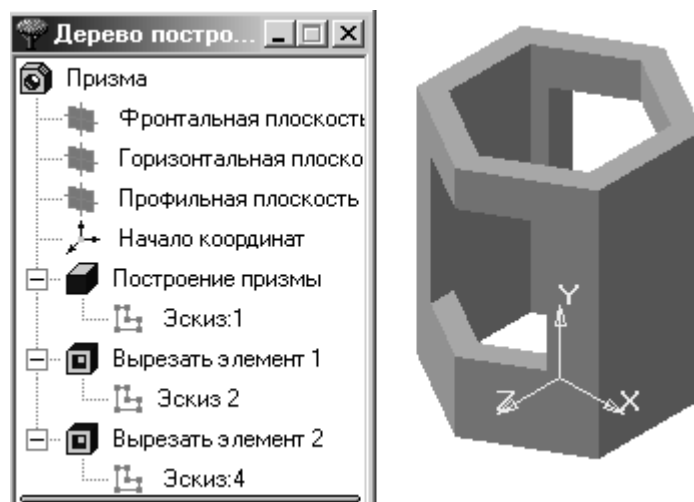 Дерево постро...
Призма
Фронтальная плоскость
Горизонтальная плоско
Профильная плоскость
Начало координат
Построение призмы
Эскиз:1
Вырезать элемент 1
Эскиз 2
Вырезать элемент 2
Эскиз:4
Y
Z
X